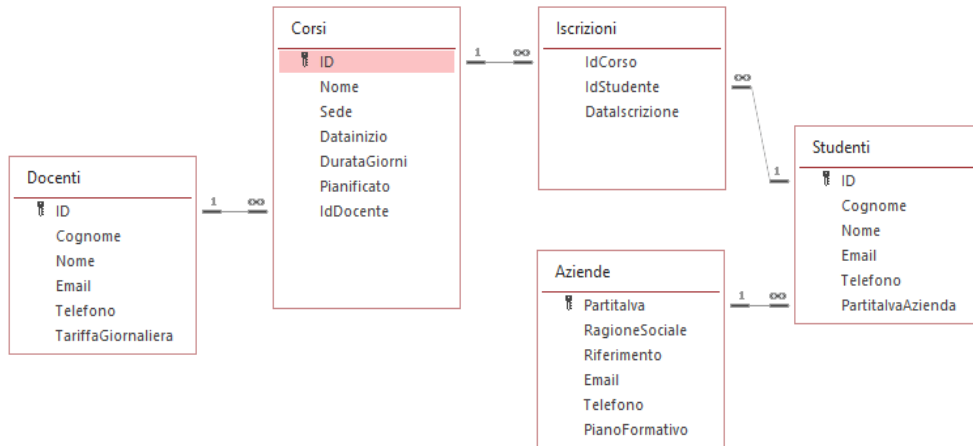 Corsi
ID
Nome
Sede
Datainizio
DurataGiorni
Pianificato
IdDocente
1
∞
Iscrizioni
IdCorso
IdStudente
DataIscrizione
∞
1
Studenti
ID
Cognome
Nome
Email
Telefono
PartitaIvaAzienda
Docenti
ID
Cognome
Nome
Email
Telefono
TariffaGiornaliera
1
∞
Aziende
PartitaIva
RagioneSociale
Riferimento
Email
Telefono
PianoFormativo
1
∞